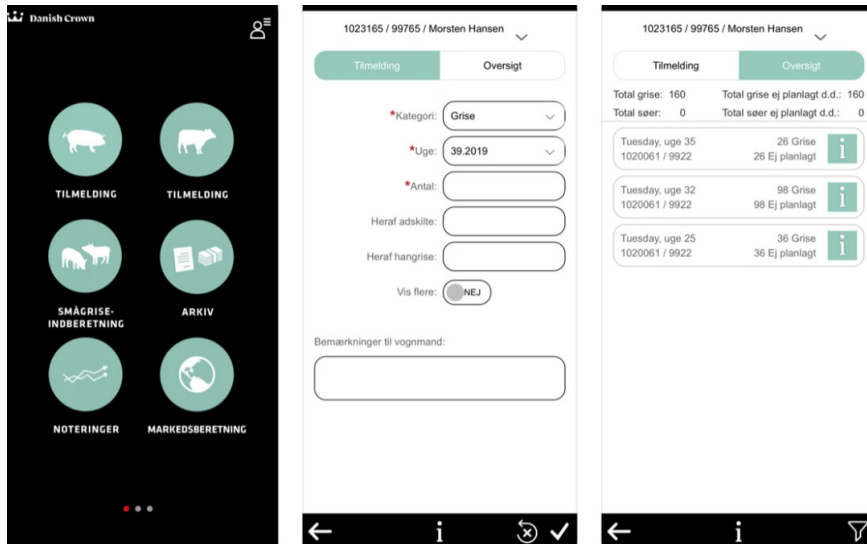 Danish Crown
TILMELDING
TILMELDING
SMÅGRISE-
INDBERETNING
ARKIV
NOTERINGER
MARKEDSBERETNING
1023165 / 99765 / Morsten Hansen
Tilmelding
Oversigt
*Kategori:
Grise
*Uge:
39.2019
*Antal:
Heraf adskilte:
Heraf hangrise:
Vis flere:
NEJ
Bemærkninger til vognmand:
i
1023165 / 99765 / Morsten Hansen
Tilmelding
Oversigt
Total grise: 160 Total grise ej planlagt d.d.: 160
Total søer: 0 Total søer ej planlagt d.d.: 0
Tuesday, uge 35 26 Grise
1020061 / 9922 26 Ej planlagt
i
Tuesday, uge 32 98 Grise
1020061 / 9922 98 Ej planlagt
i
Tuesday, uge 25 36 Grise
1020061 / 9922 36 Ej planlagt
i
i